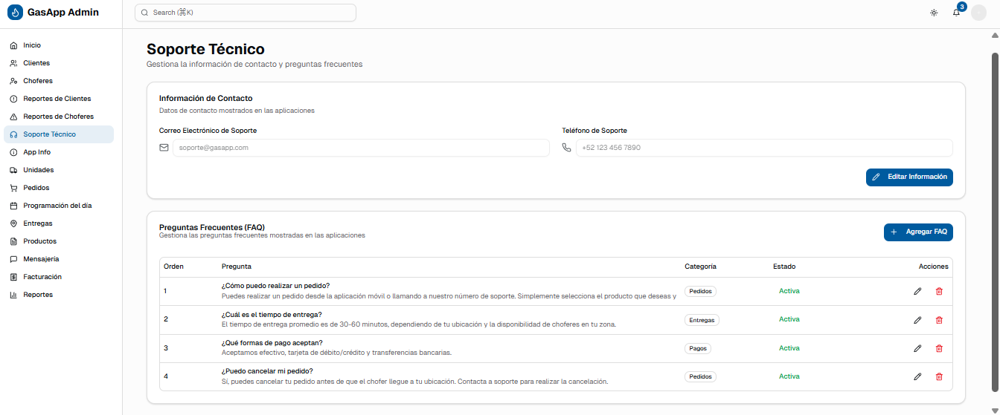 GasApp Admin
Search (⌘K)
3
Inicio
Clientes
Choferes
Reportes de Clientes
Reportes de Choferes
Soporte Técnico
App Info
Unidades
Pedidos
Programación del día
Entregas
Productos
Mensajería
Facturación
Reportes
Soporte Técnico
Gestiona la información de contacto y preguntas frecuentes
Información de Contacto
Datos de contacto mostrados en las aplicaciones
Correo Electrónico de Soporte
soporte@gasapp.com
Teléfono de Soporte
+52 123 456 7890
Editar Información
Preguntas Frecuentes (FAQ)
Gestiona las preguntas frecuentes mostradas en las aplicaciones
Agregar FAQ
Orden Pregunta Categoría Estado Acciones
1 ¿Cómo puedo realizar un pedido? Pedidos Activa
Puedes realizar un pedido desde la aplicación móvil o llamando a nuestro número de soporte. Simplemente selecciona el producto que deseas y
2 ¿Cuál es el tiempo de entrega? Entregas Activa
El tiempo de entrega promedio es de 30-60 minutos, dependiendo de tu ubicación y la disponibilidad de choferes en tu zona.
3 ¿Qué formas de pago aceptan? Pagos Activa
Aceptamos efectivo, tarjeta de débito/crédito y transferencias bancarias.
4 ¿Puedo cancelar mi pedido? Pedidos Activa
Sí, puedes cancelar tu pedido antes de que el chofer llegue a tu ubicación. Contacta a soporte para realizar la cancelación.